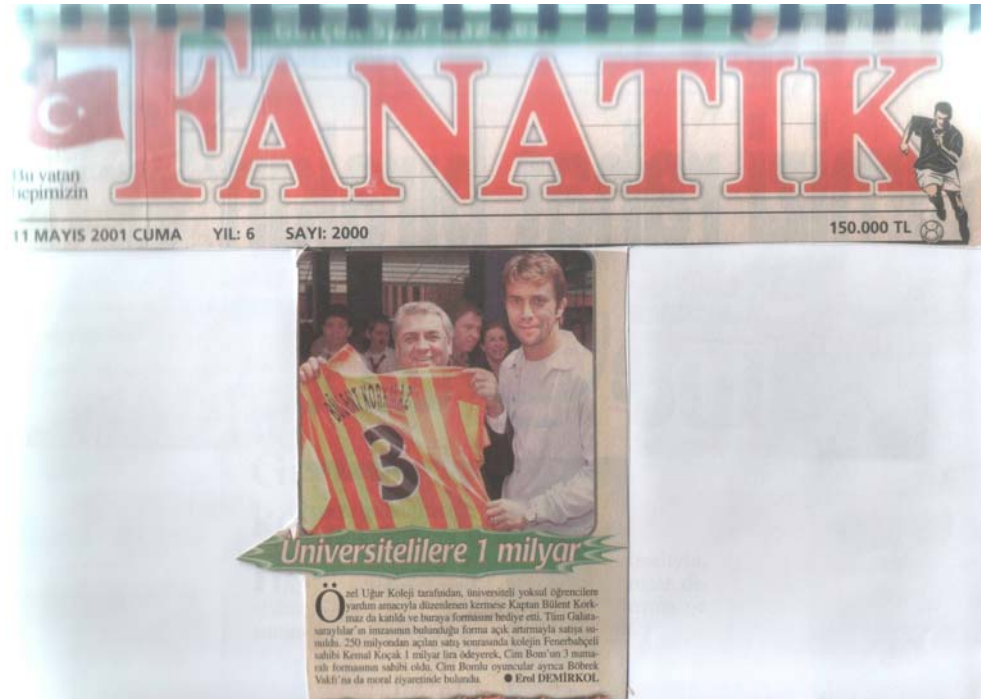 FANATİK
Bu vatan
hepimizin
11 MAYIS 2001 CUMA YIL: 6 SAYI: 2000 150.000 TL
BÜLENT KORKMAZ
3
Üniversitelilere 1 milyar
Özel Uğur Koleji tarafından, üniversiteli yoksul öğrencilere
yardım amacıyla düzenlenen kermese Kaptan Bülent Kork-
maz da katıldı ve buraya formasını hediye etti. Tüm Galata-
saraylılar'ın imzasının bulunduğu forma açık artırmayla satışa su-
nuldu. 250 milyondan açılan satış sonrasında kolejin Fenerbahçeli
sahibi Kemal Koçak 1 milyar lira ödeyerek, Cim Bom'un 3 numa-
ralı formasının sahibi oldu. Cim Bomlu oyuncular ayrıca Böbrek
Vakfı'na da moral ziyaretinde bulundu. ● Erol DEMİRKOL